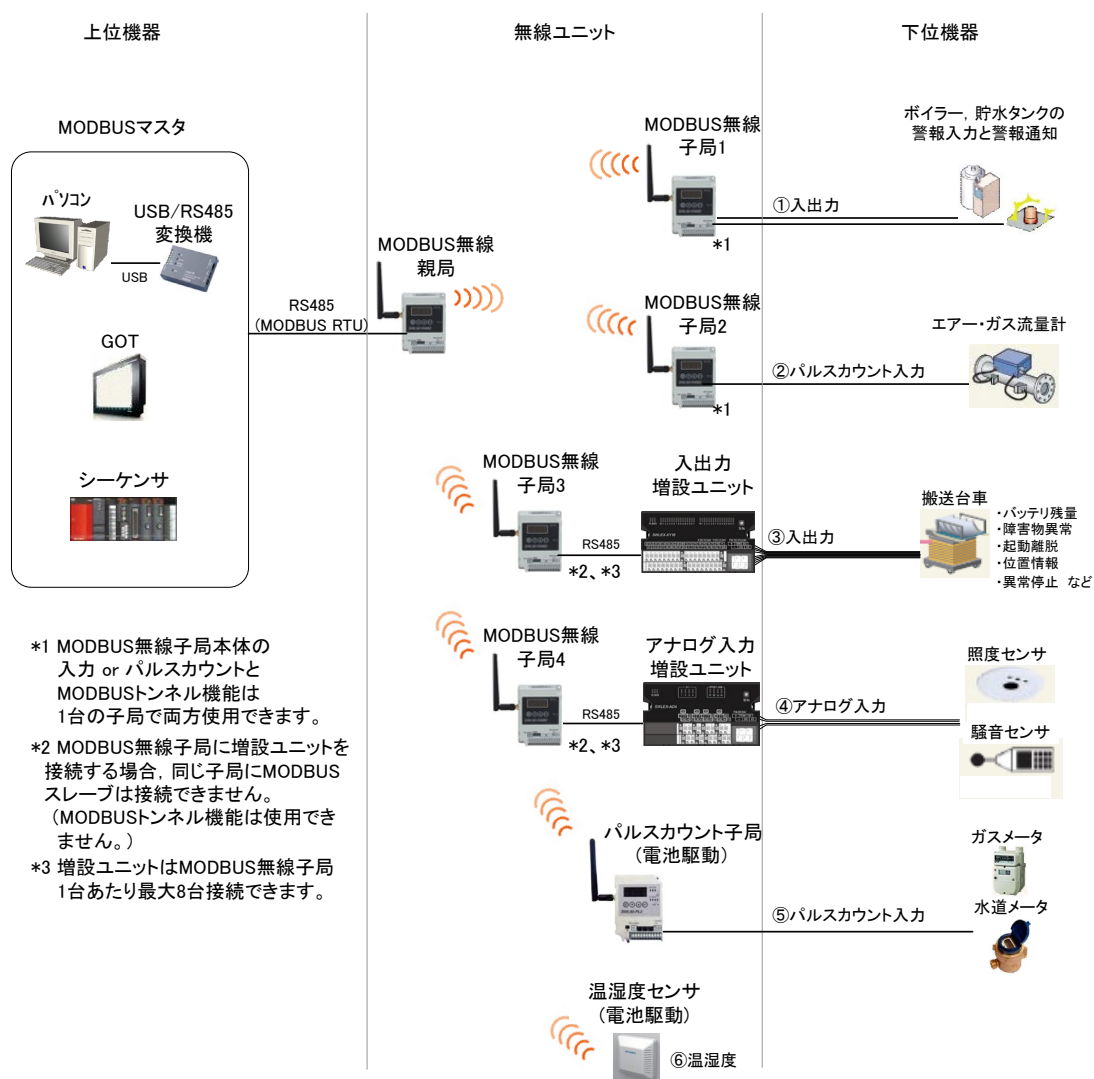 上位機器
無線ユニット
下位機器
MODBUSマスタ
パソコン
USB/RS485
変換機
USB
GOT
シーケンサ
RS485
(MODBUS RTU)
MODBUS無線
親局
MODBUS無線
子局1
*1
①入出力
ボイラー, 貯水タンクの
警報入力と警報通知
MODBUS無線
子局2
*1
②パルスカウント入力
エアー・ガス流量計
MODBUS無線
子局3
RS485
*2、*3
入出力
増設ユニット
③入出力
搬送台車
・バッテリ残量
・障害物異常
・起動離脱
・位置情報
・異常停止 など
MODBUS無線
子局4
RS485
*2、*3
アナログ入力
増設ユニット
④アナログ入力
照度センサ
騒音センサ
パルスカウント子局
(電池駆動)
⑤パルスカウント入力
ガスメータ
水道メータ
温湿度センサ
(電池駆動)
⑥温湿度
*1 MODBUS無線子局本体の
入力 or パルスカウントと
MODBUSトンネル機能は
1台の子局で両方使用できます。
*2 MODBUS無線子局に増設ユニットを
接続する場合, 同じ子局にMODBUS
スレーブは接続できません。
(MODBUSトンネル機能は使用でき
ません。)
*3 増設ユニットはMODBUS無線子局
1台あたり最大8台接続できます。